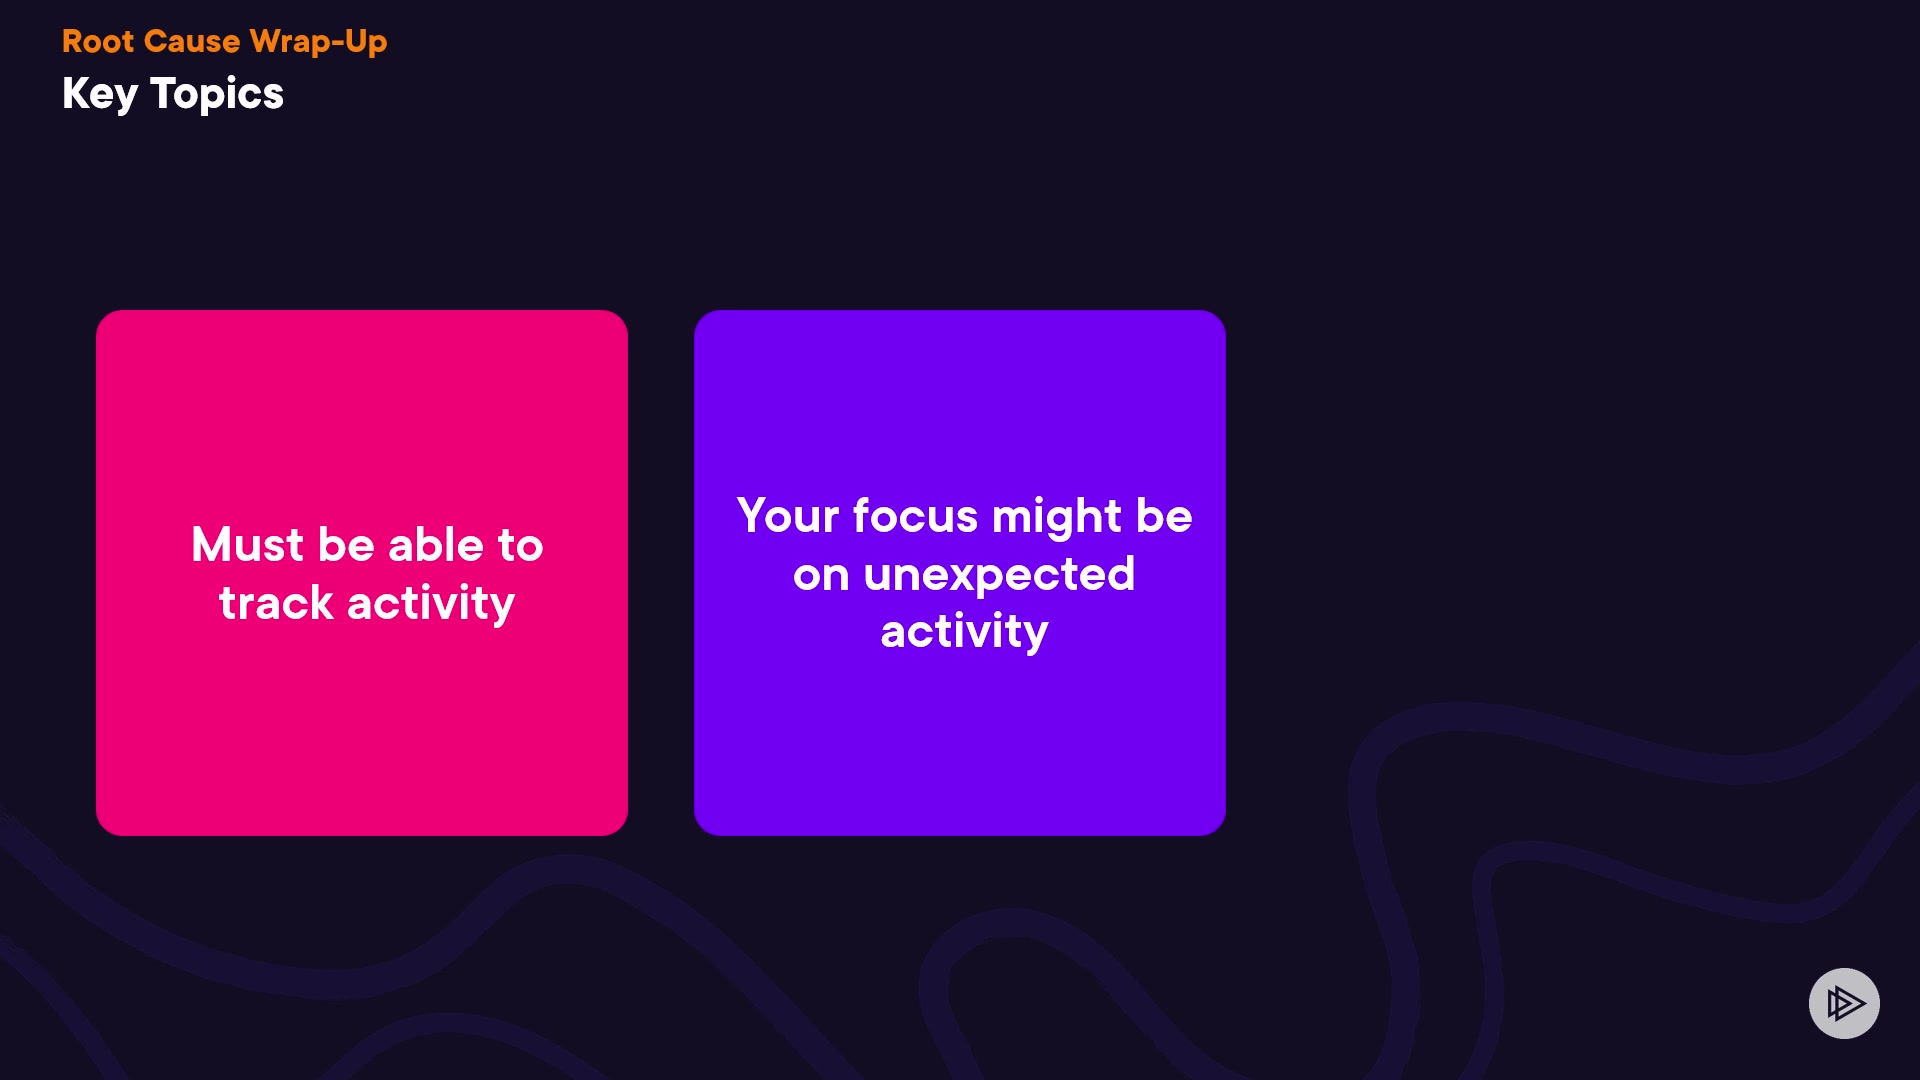 Root Cause Wrap-Up
Key Topics
Must be able to
track activity
Your focus might be
on unexpected
activity